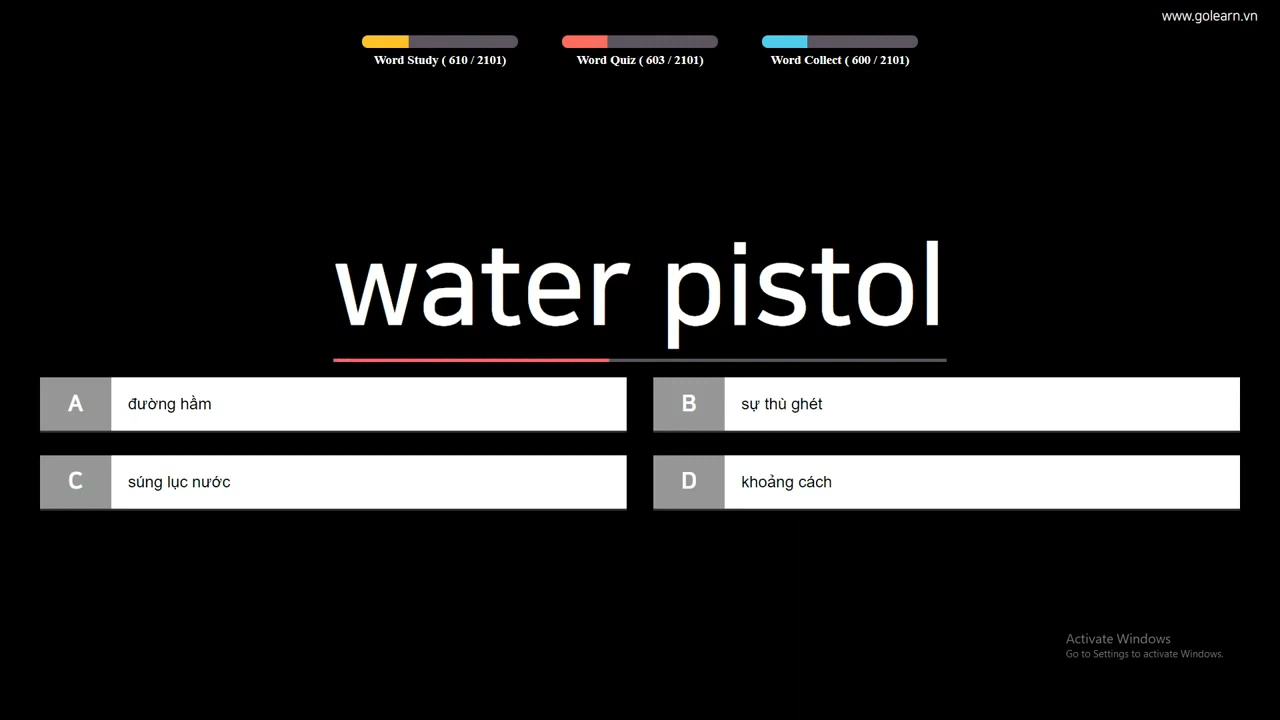 www.golearn.vn
Word Study ( 610 / 2101)
Word Quiz ( 603 / 2101)
Word Collect ( 600 / 2101)
water pistol
A đường hầm
B sự thù ghét
C súng lục nước
D khoảng cách
Activate Windows
Go to Settings to activate Windows.